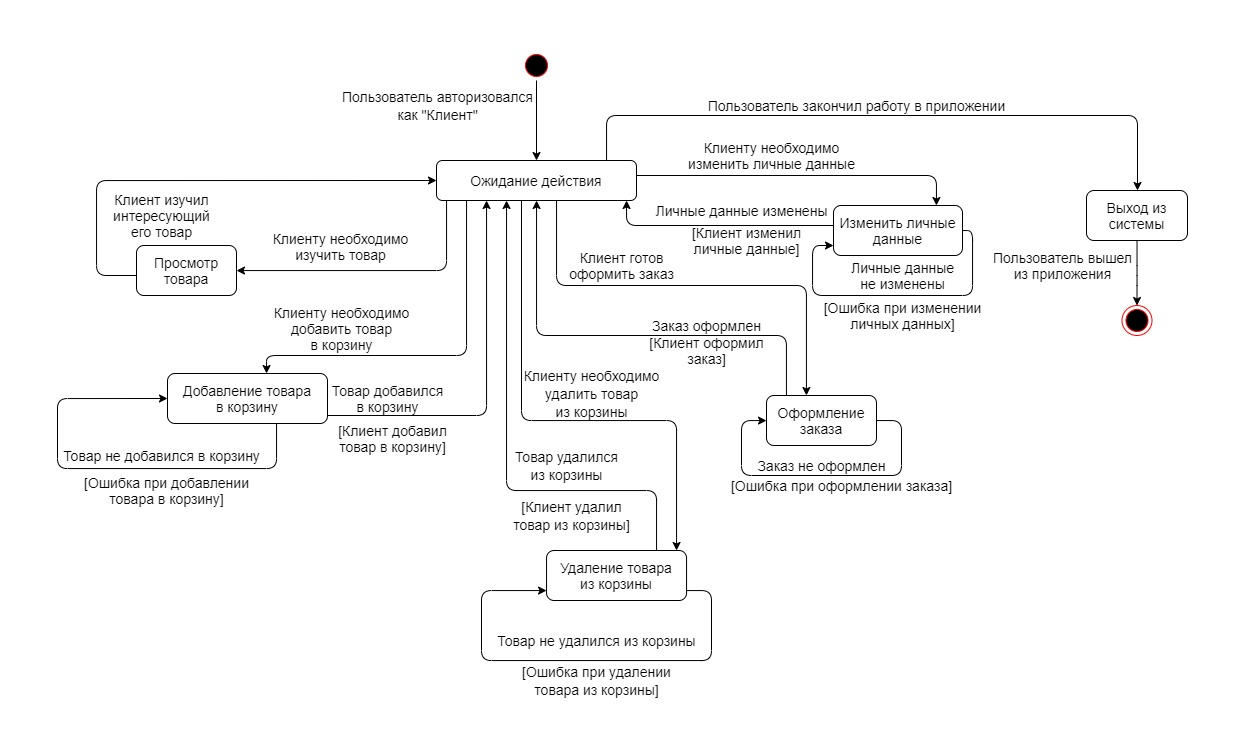 Пользователь авторизовался
как "Клиент"
Пользователь закончил работу в приложении
Клиенту необходимо
изменить личные данные
Ожидание действия
Клиент изучил
интересующий
его товар
Личные данные изменены
[Клиент изменил
личные данные]
Изменить личные
данные
Выход из
системы
Клиенту необходимо
изучить товар
Просмотр
товара
Клиент готов
оформить заказ
Личные данные
не изменены
[Ошибка при изменении
личных данных]
Пользователь вышел
из приложения
Клиенту необходимо
добавить товар
в корзину
Заказ оформлен
[Клиент оформил
заказ]
Добавление товара
в корзину
Товар добавился
в корзину
[Клиент добавил
товар в корзину]
Клиенту необходимо
удалить товар
из корзины
Оформление
заказа
Товар не добавился в корзину
[Ошибка при добавлении
товара в корзину]
Товар удалился
из корзины
[Клиент удалил
товар из корзины]
Заказ не оформлен
[Ошибка при оформлении заказа]
Удаление товара
из корзины
Товар не удалился из корзины
[Ошибка при удалении
товара из корзины]